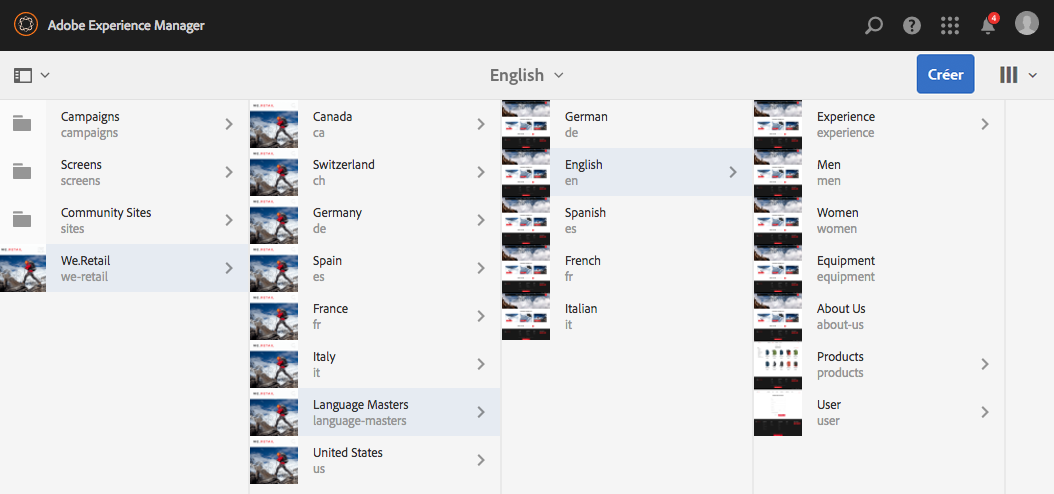 Adobe Experience Manager
4
English
Créer
Campaigns
campaigns
Screens
screens
Community Sites
sites
We.Retail
we-retail
Canada
ca
Switzerland
ch
Germany
de
Spain
es
France
fr
Italy
it
Language Masters
language-masters
United States
us
German
de
English
en
Spanish
es
French
fr
Italian
it
Experience
experience
Men
men
Women
women
Equipment
equipment
About Us
about-us
Products
products
User
user